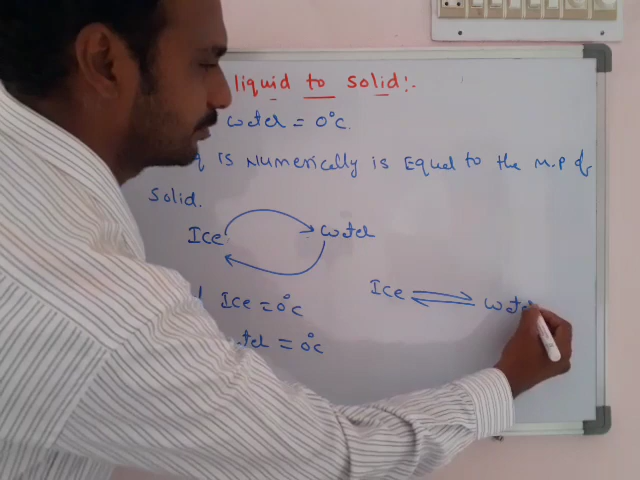 liquid to solid:-
water = 0°C.
is Numerically is Equal to the M.P of
Solid.
Ice water
Ice ⇌ water
Ice = 0°C
= 0°C